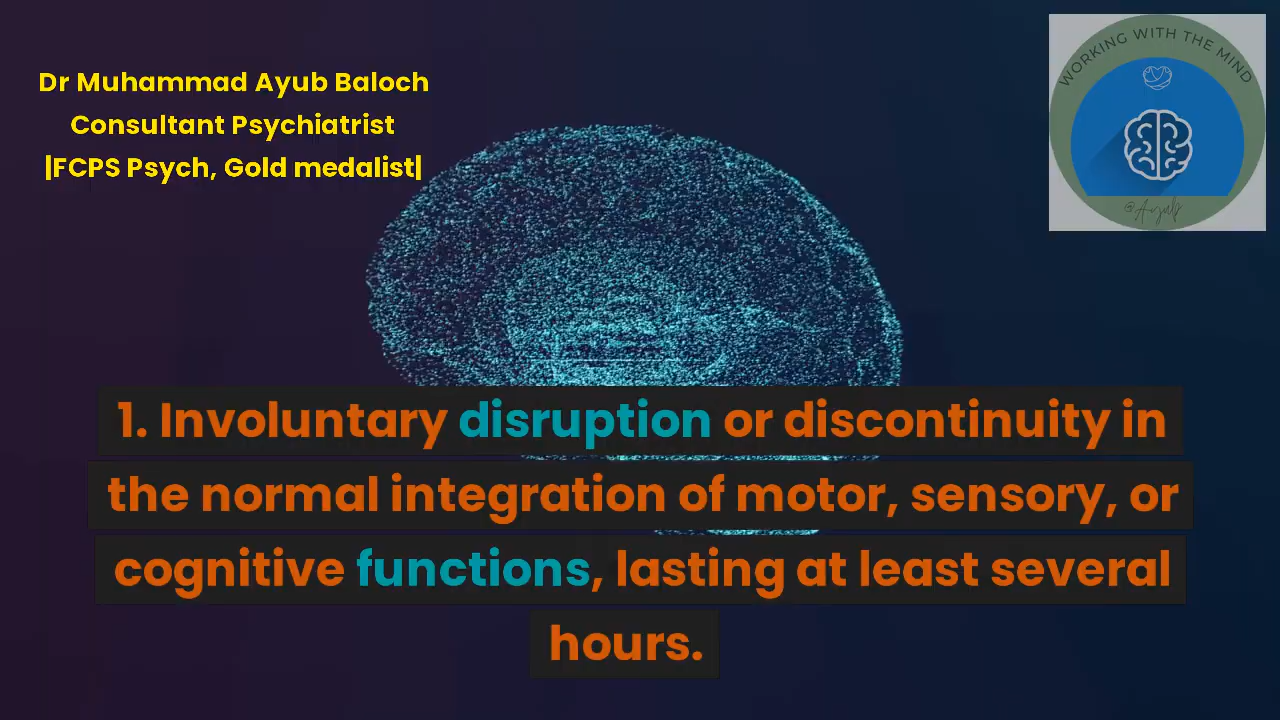 Dr Muhammad Ayub Baloch
Consultant Psychiatrist
|FCPS Psych, Gold medalist|
WORKING WITH THE MIND
@Ayub
1. Involuntary disruption or discontinuity in
the normal integration of motor, sensory, or
cognitive functions, lasting at least several
hours.